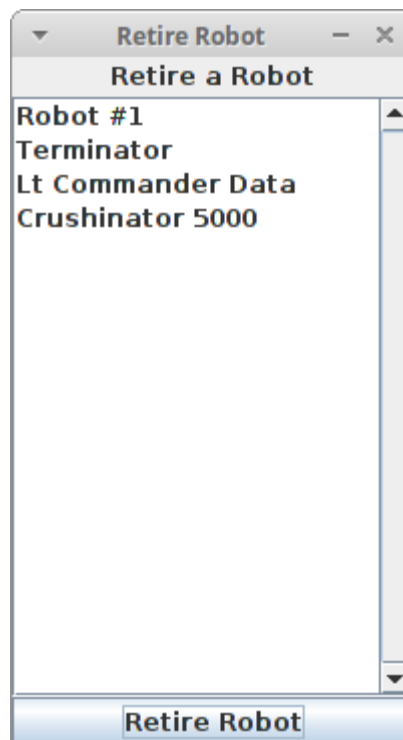 Retire Robot
Retire a Robot
Robot #1
Terminator
Lt Commander Data
Crushinator 5000
Retire Robot